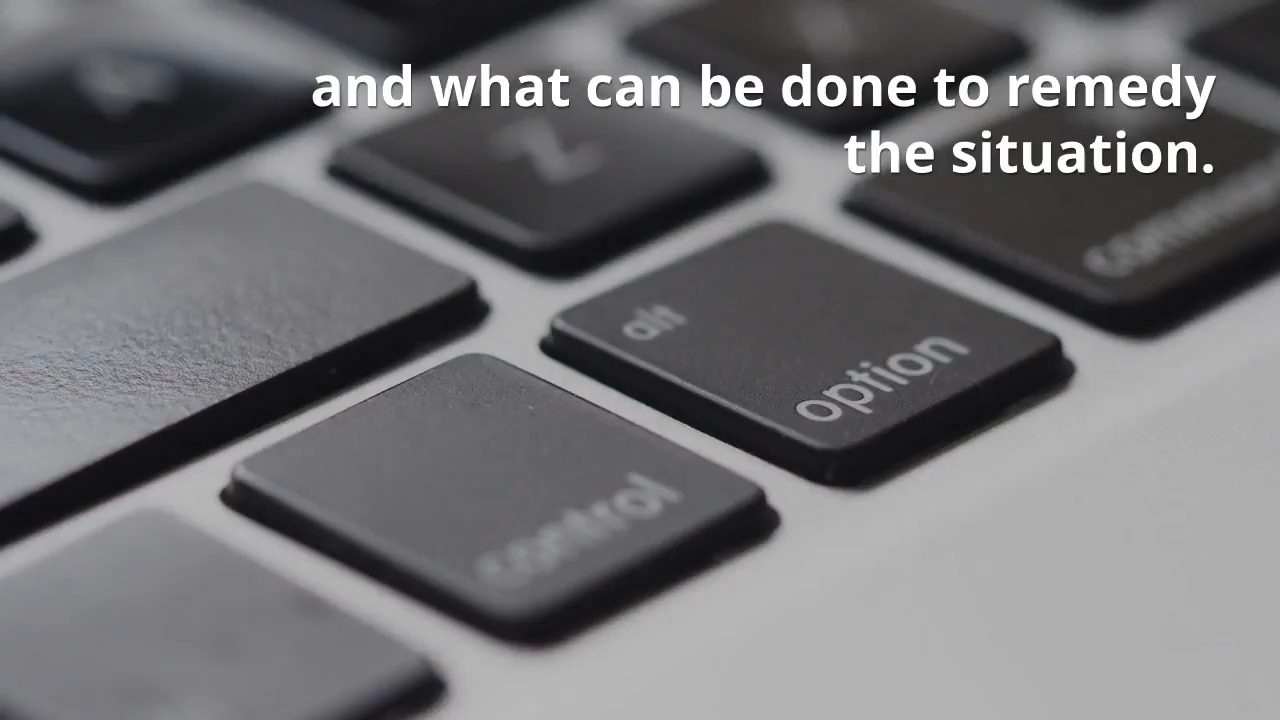 and what can be done to remedy
the situation.
Z
alt
option
control